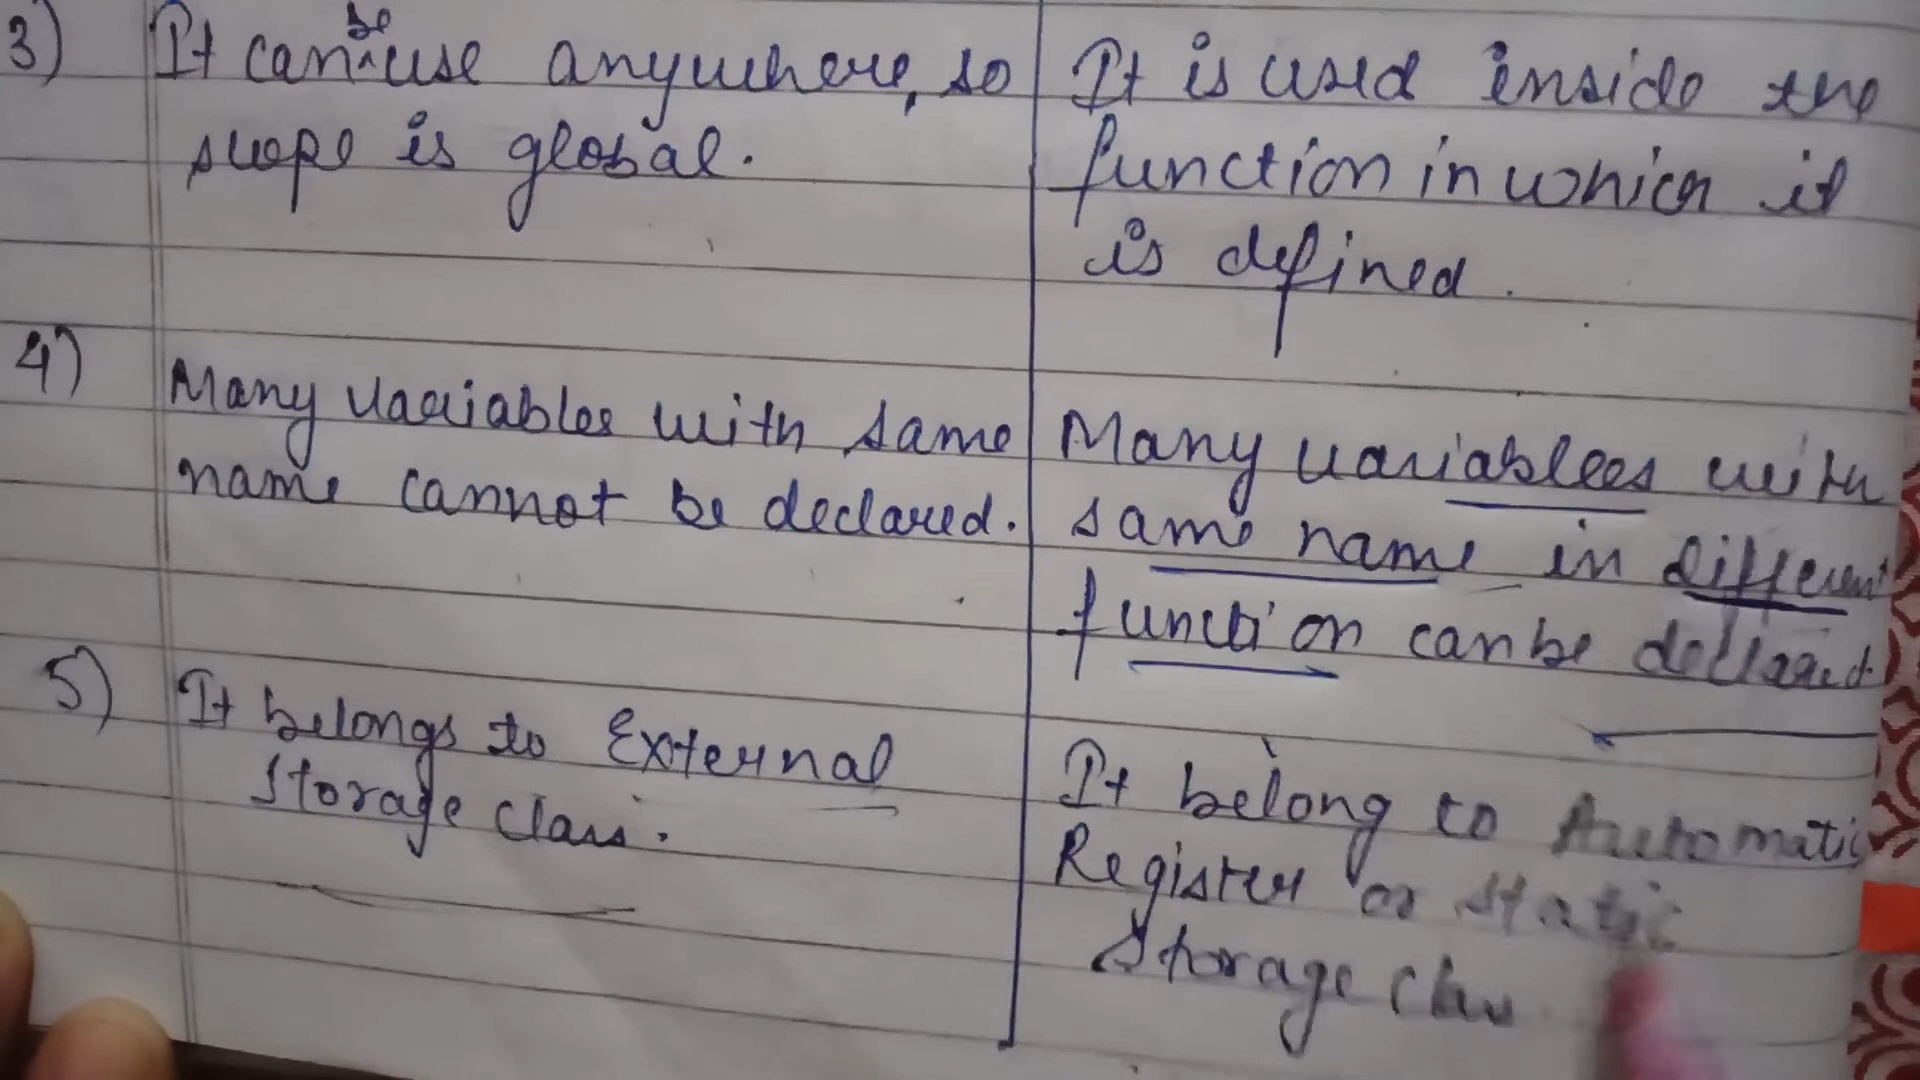 3) It can be use anywhere, so
scope is global.
It is used inside the
function in which it
is defined.
4) Many variables with same
name cannot be declared.
Many variablees with
same name in different
function can be declared
5) It belongs to External
Storage class.
It belong to Automatic
Register or Static
Storage class